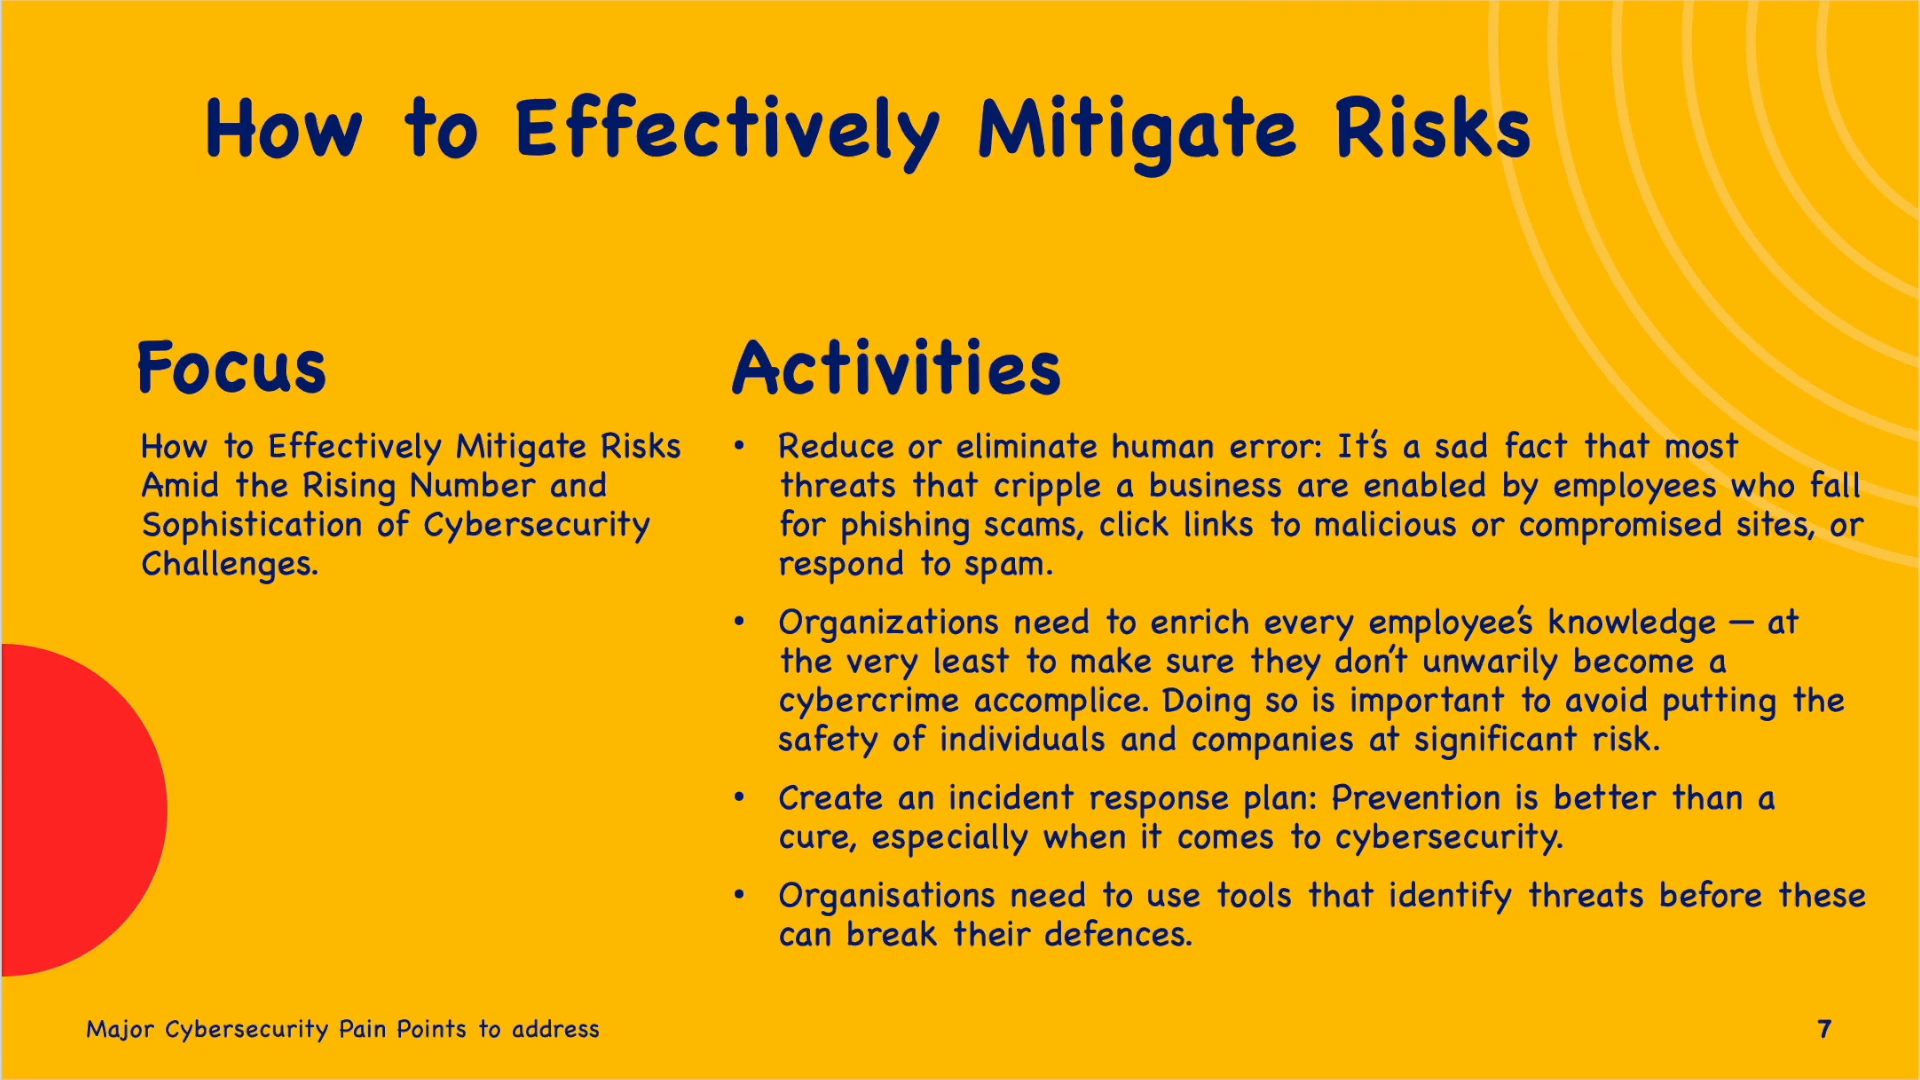 How to Effectively Mitigate Risks
Focus
How to Effectively Mitigate Risks
Amid the Rising Number and
Sophistication of Cybersecurity
Challenges.
Activities
• Reduce or eliminate human error: It's a sad fact that most
threats that cripple a business are enabled by employees who fall
for phishing scams, click links to malicious or compromised sites, or
respond to spam.
• Organizations need to enrich every employee's knowledge — at
the very least to make sure they don't unwarily become a
cybercrime accomplice. Doing so is important to avoid putting the
safety of individuals and companies at significant risk.
• Create an incident response plan: Prevention is better than a
cure, especially when it comes to cybersecurity.
• Organisations need to use tools that identify threats before these
can break their defences.
Major Cybersecurity Pain Points to address
7